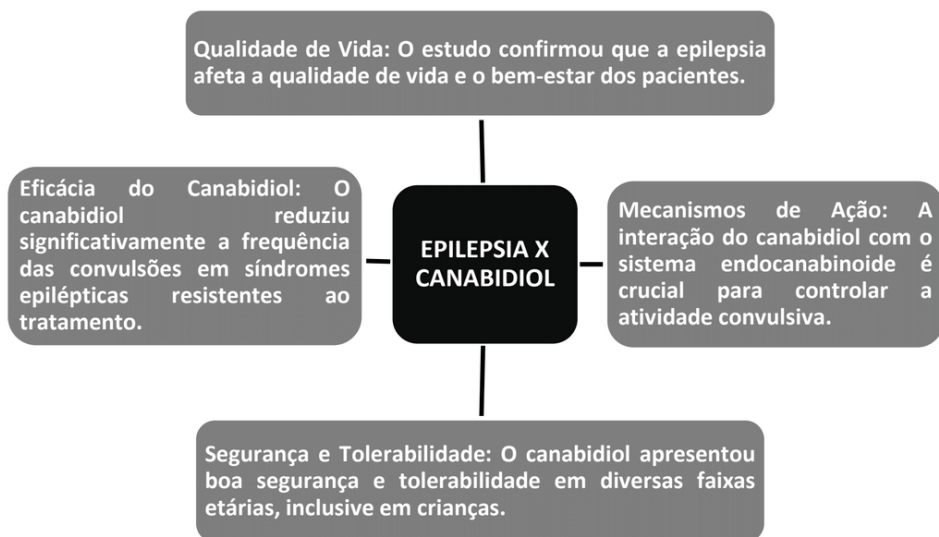 Qualidade de Vida: O estudo confirmou que a epilepsia
afeta a qualidade de vida e o bem-estar dos pacientes.
Eficácia do Canabidiol: O
canabidiol reduziu
significativamente a frequência
das convulsões em síndromes
epilépticas resistentes ao
tratamento.
EPILEPSIA X
CANABIDIOL
Mecanismos de Ação: A
interação do canabidiol com o
sistema endocanabinoide é
crucial para controlar a
atividade convulsiva.
Segurança e Tolerabilidade: O canabidiol apresentou
boa segurança e tolerabilidade em diversas faixas
etárias, inclusive em crianças.